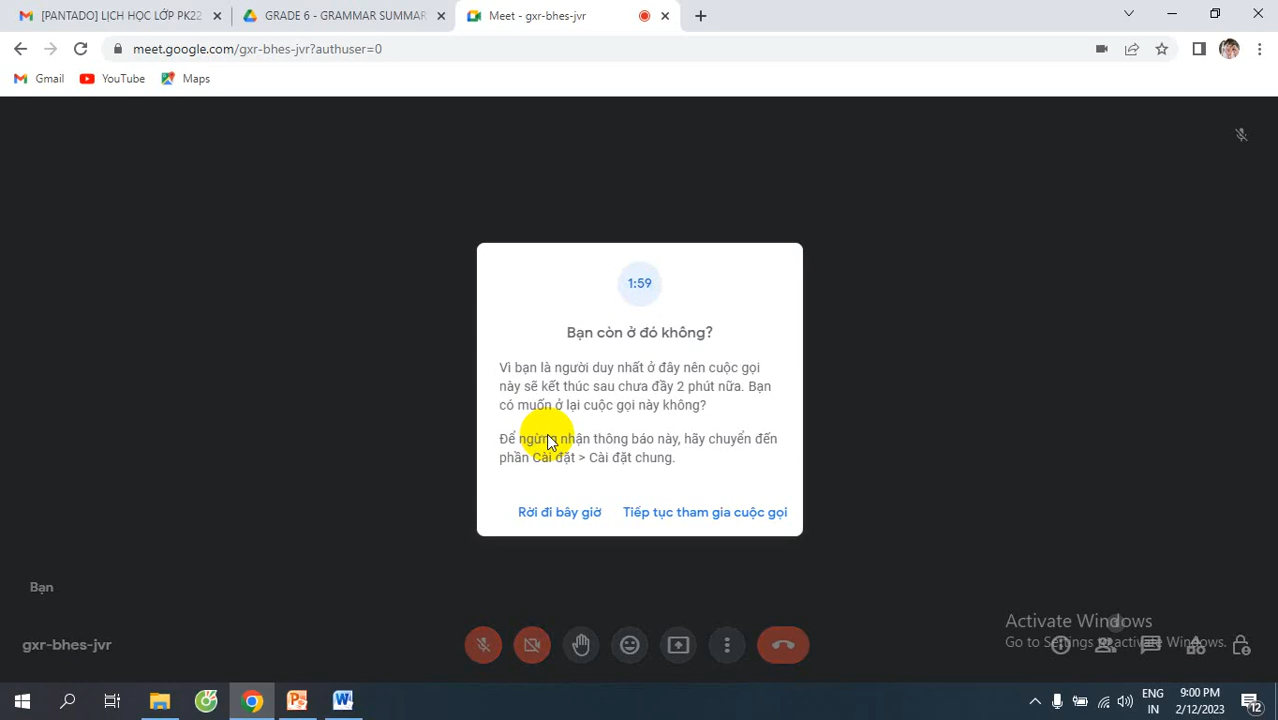 [PANTADO] LỊCH HỌC LỚP PK22
GRADE 6 - GRAMMAR SUMMAR
Meet - gxr-bhes-jvr
meet.google.com/gxr-bhes-jvr?authuser=0
Gmail
YouTube
Maps
1:59
Bạn còn ở đó không?
Vì bạn là người duy nhất ở đây nên cuộc gọi
này sẽ kết thúc sau chưa đầy 2 phút nữa. Bạn
có muốn ở lại cuộc gọi này không?
Để ngừng nhận thông báo này, hãy chuyển đến
phần Cài đặt > Cài đặt chung.
Rời đi bây giờ
Tiếp tục tham gia cuộc gọi
Bạn
gxr-bhes-jvr
Activate Windows
Go to Settings to activate Windows.
ENG
IN
9:00 PM
2/12/2023
12